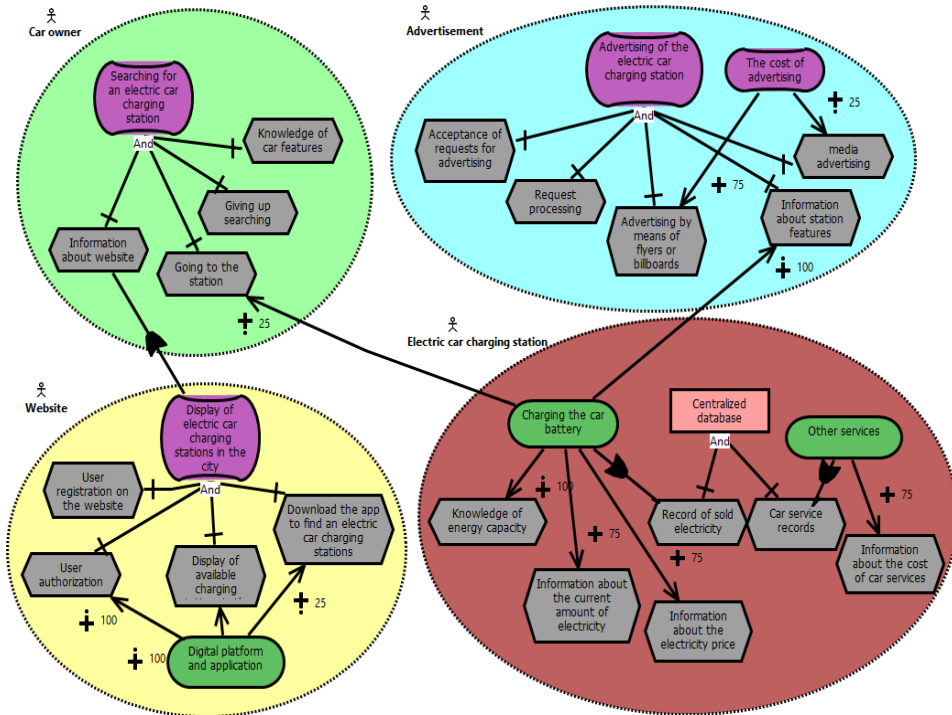 Car owner
Searching for
an electric car
charging
station
And
Knowledge of
car features
Giving up
searching
Information
about website
Going to the
station
25
Advertisement
Advertising of the
electric car
charging station
And
The cost of
advertising
25
Acceptance of
requests for
advertising
media
advertising
75
Request
processing
Advertising by
means of
flyers or
billboards
Information
about station
features
100
Website
Display of
electric car
charging
stations in the
city
And
User
registration on
the website
Download the app
to find an electric
car charging
stations
User
authorization
Display of
available
charging
25
100
100
Digital platform
and application
Electric car charging station
Charging the car
battery
Centralized
database
And
Other services
100
75
Knowledge of
energy capacity
Record of sold
electricity
Car service
records
75
75
Information
about the cost
of car services
Information about
the current
amount of
electricity
Information
about the
electricity price